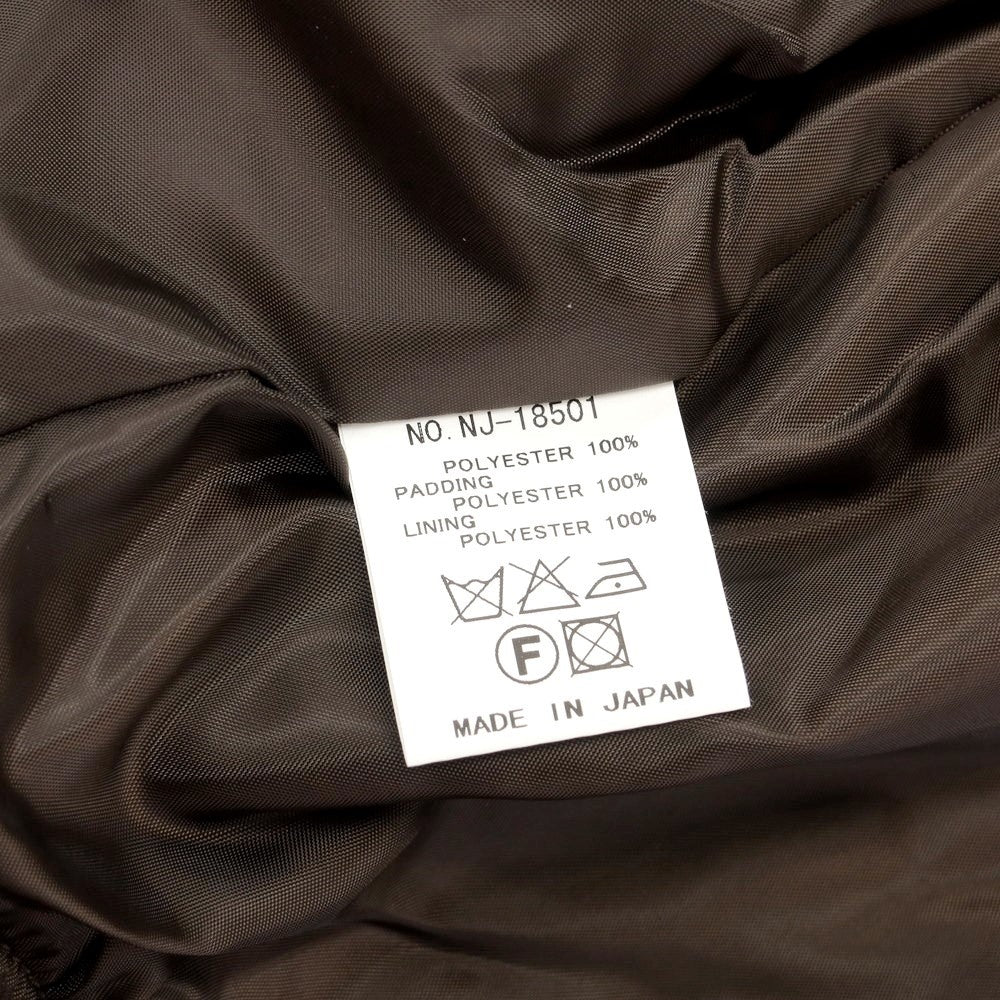 NO. NJ-18501
POLYESTER 100%
PADDING
POLYESTER 100%
LINING
POLYESTER 100%
F
MADE IN JAPAN